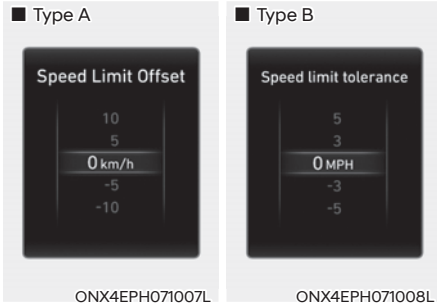 ■ Type A
Speed Limit Offset
10
5
0 km/h
-5
-10
ONX4EPH071007L
■ Type B
Speed limit tolerance
5
3
0 MPH
-3
-5
ONX4EPH071008L